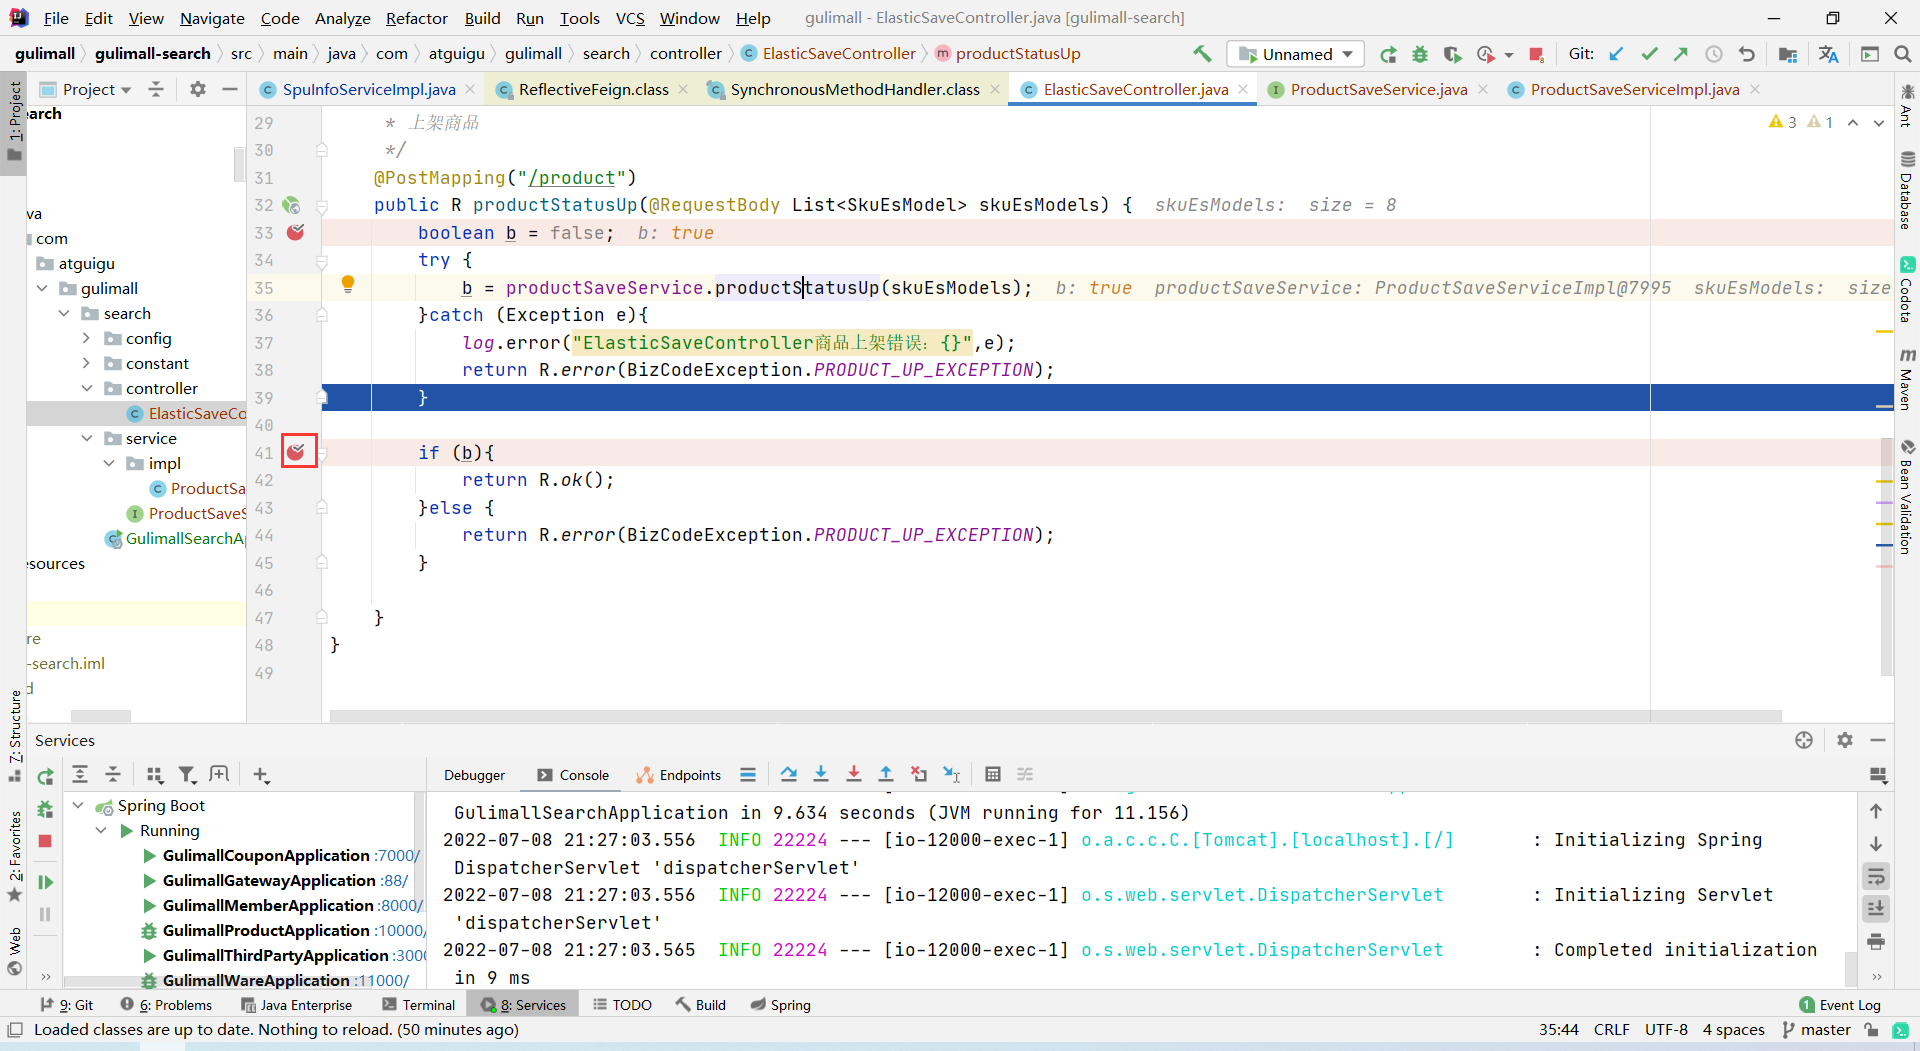 File Edit View Navigate Code Analyze Refactor Build Run Tools VCS Window Help gulimall - ElasticSaveController.java [gulimall-search]
gulimall gulimall-search src main java com atguigu gulimall search controller ElasticSaveController productStatusUp Unnamed Git:
Project SpuInfoServiceImpl.java ReflectiveFeign.class SynchronousMethodHandler.class ElasticSaveController.java ProductSaveService.java ProductSaveServiceImpl.java
1: Project
7: Structure
2: Favorites
Web
earch
va
com
atguigu
gulimall
search
config
constant
controller
ElasticSaveCo
service
impl
ProductSa
ProductSaveS
GulimallSearchAp
esources
re
-search.iml
d
3 1
29 * 上架商品
30 */
31 @PostMapping("/product")
32 public R productStatusUp(@RequestBody List<SkuEsModel> skuEsModels) { skuEsModels: size = 8
33 boolean b = false; b: true
34 try {
35 b = productSaveService.productStatusUp(skuEsModels); b: true productSaveService: ProductSaveServiceImpl@7995 skuEsModels: size
36 }catch (Exception e){
37 log.error("ElasticSaveController商品上架错误：{}",e);
38 return R.error(BizCodeException.PRODUCT_UP_EXCEPTION);
39 }
40
41 if (b){
42 return R.ok();
43 }else {
44 return R.error(BizCodeException.PRODUCT_UP_EXCEPTION);
45 }
46
47 }
48 }
49
Ant
Database
Codota
Maven
Bean Validation
Services
Debugger Console Endpoints
Spring Boot
Running
GulimallCouponApplication :7000/
GulimallGatewayApplication :88/
GulimallMemberApplication :8000/
GulimallProductApplication :10000/
GulimallThirdPartyApplication :300
GulimallWareApplication :11000/
GulimallSearchApplication in 9.634 seconds (JVM running for 11.156)
2022-07-08 21:27:03.556 INFO 22224 --- [io-12000-exec-1] o.a.c.c.C.[Tomcat].[localhost].[/] : Initializing Spring
DispatcherServlet 'dispatcherServlet'
2022-07-08 21:27:03.556 INFO 22224 --- [io-12000-exec-1] o.s.web.servlet.DispatcherServlet : Initializing Servlet
'dispatcherServlet'
2022-07-08 21:27:03.565 INFO 22224 --- [io-12000-exec-1] o.s.web.servlet.DispatcherServlet : Completed initialization
in 9 ms
9: Git 6: Problems Java Enterprise Terminal 8: Services TODO Build Spring 1 Event Log
Loaded classes are up to date. Nothing to reload. (50 minutes ago) 35:44 CRLF UTF-8 4 spaces master